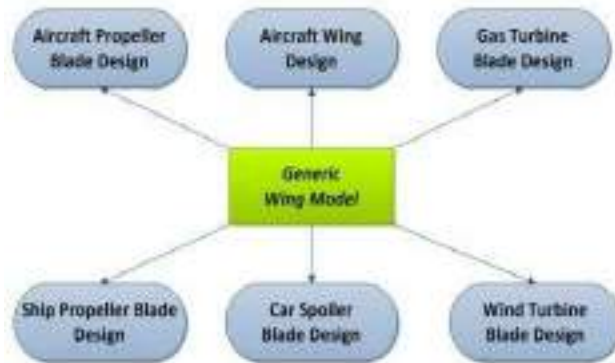 Aircraft Propeller
Blade Design
Aircraft Wing
Design
Gas Turbine
Blade Design
Generic
Wing Model
Ship Propeller Blade
Design
Car Spoiler
Blade Design
Wind Turbine
Blade Design